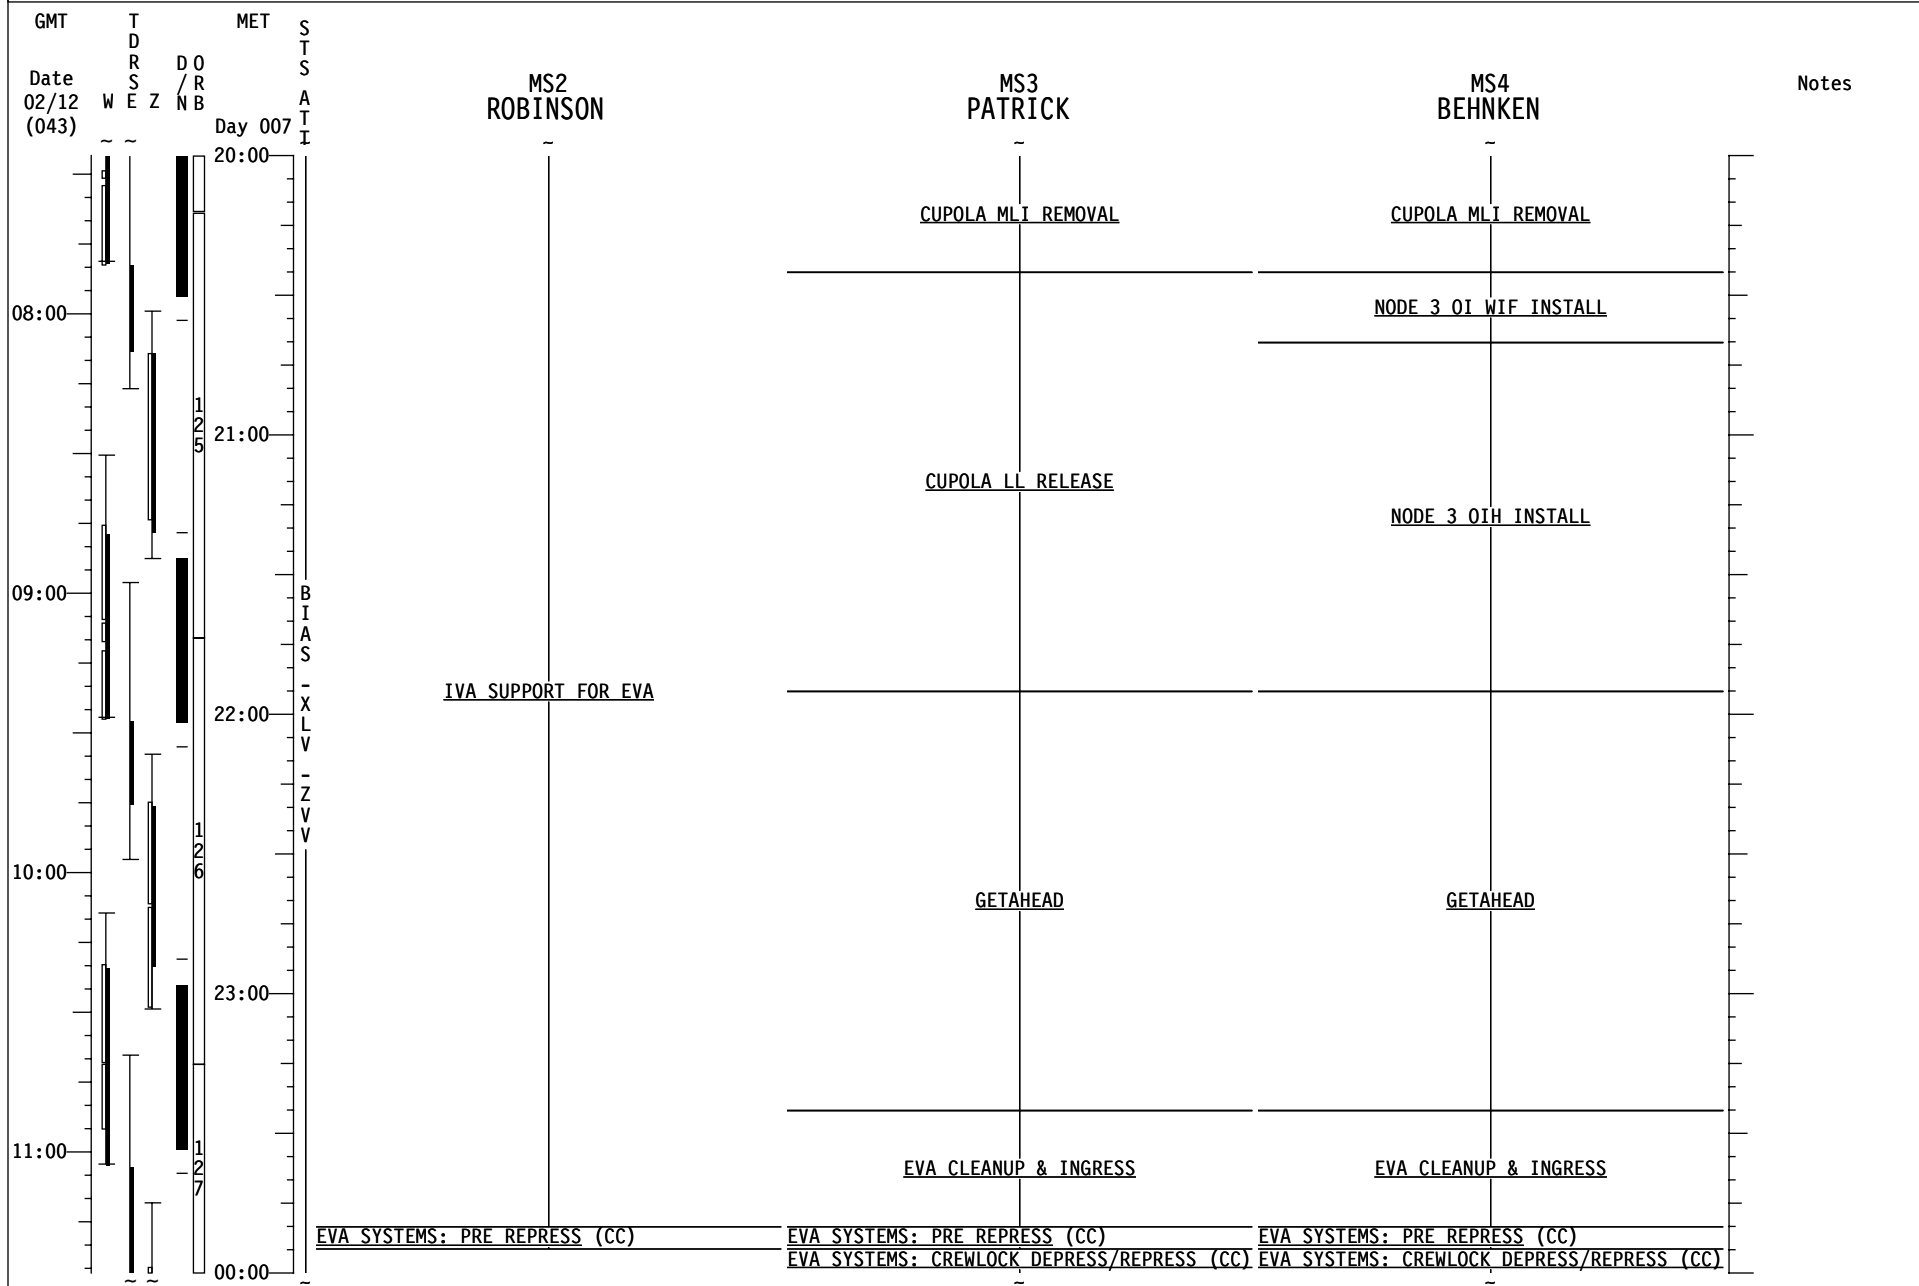 GMT
TDRS
MET
STS ATT
D/N
ORB
Date
02/12
(043)
W E Z
Day 007
MS2
ROBINSON
MS3
PATRICK
MS4
BEHNKEN
Notes
~ ~ ~ ~ ~ ~
20:00
CUPOLA MLI REMOVAL
CUPOLA MLI REMOVAL
08:00
NODE 3 OI WIF INSTALL
125
21:00
CUPOLA LL RELEASE
NODE 3 OIH INSTALL
09:00
BIAS -XLV -ZVV
IVA SUPPORT FOR EVA
22:00
126
10:00
GETAHEAD
GETAHEAD
23:00
11:00
127
EVA CLEANUP & INGRESS
EVA CLEANUP & INGRESS
EVA SYSTEMS: PRE REPRESS (CC)
EVA SYSTEMS: PRE REPRESS (CC)
EVA SYSTEMS: PRE REPRESS (CC)
EVA SYSTEMS: CREWLOCK DEPRESS/REPRESS (CC)
EVA SYSTEMS: CREWLOCK DEPRESS/REPRESS (CC)
00:00
~ ~ ~ ~ ~